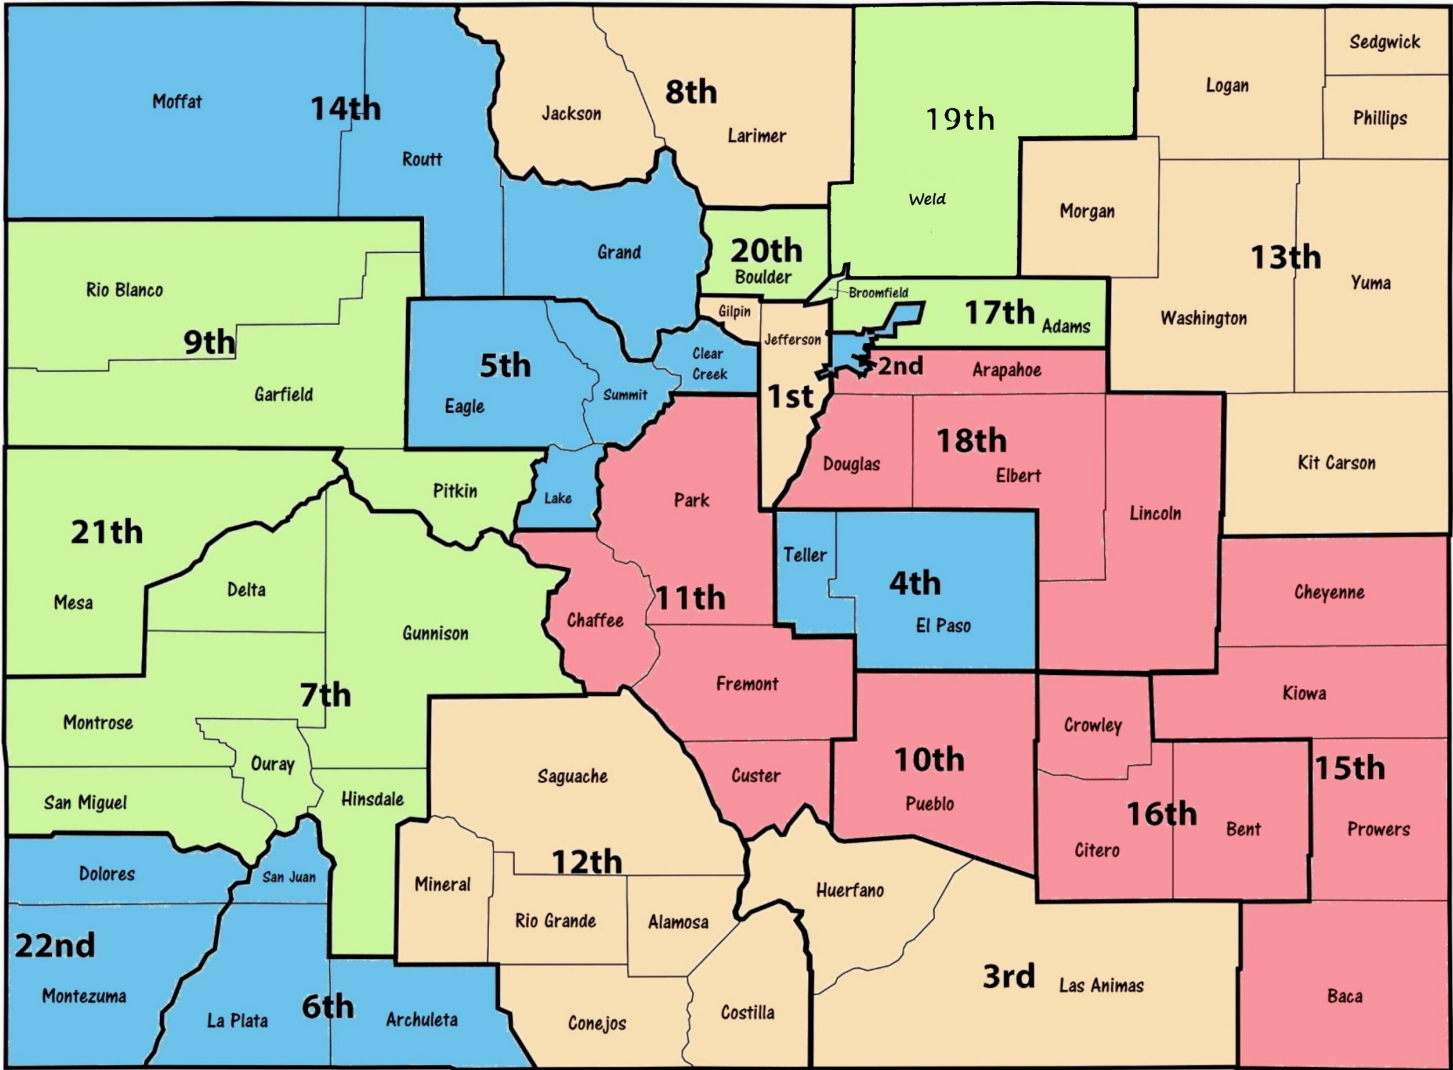 Moffat
14th
Routt
Jackson
8th
Larimer
19th
Weld
Logan
Sedgwick
Phillips
Morgan
13th
Washington
Yuma
Rio Blanco
9th
Garfield
Grand
20th
Boulder
Broomfield
17th
Adams
Gilpin
Jefferson
Clear
Creek
1st
2nd
Arapahoe
5th
Eagle
Summit
18th
Douglas
Elbert
Lincoln
Kit Carson
Pitkin
Lake
Park
21th
Mesa
Delta
Gunnison
Chaffee
11th
Teller
4th
El Paso
Cheyenne
Kiowa
7th
Montrose
Ouray
San Miguel
Hinsdale
Fremont
Custer
Saguache
10th
Pueblo
Crowley
15th
16th
Citero
Bent
Prowers
Dolores
San Juan
12th
Mineral
Rio Grande
Alamosa
Huerfano
22nd
Montezuma
La Plata
6th
Archuleta
Conejos
Costilla
3rd
Las Animas
Baca